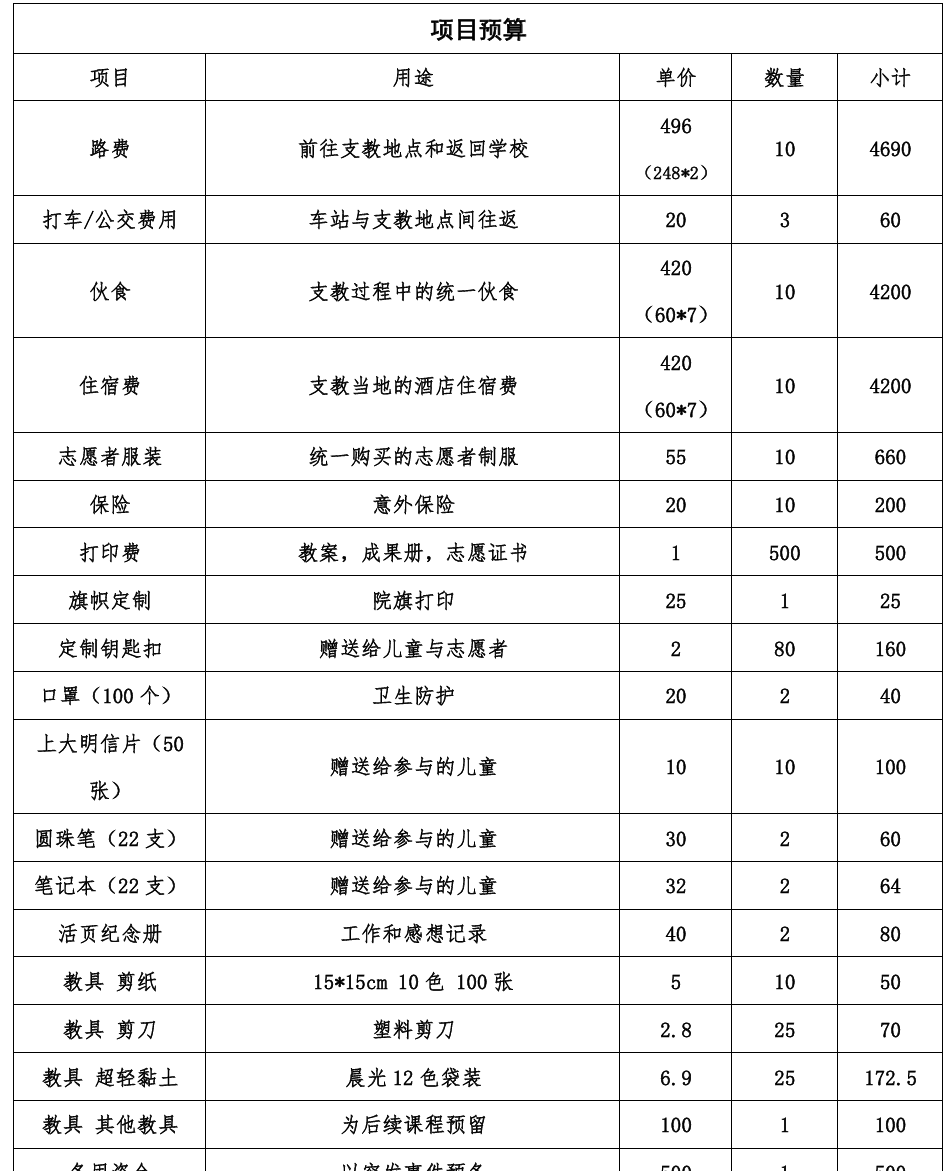 项目预算
项目 用途 单价 数量 小计
路费 前往支教地点和返回学校 496 10 4690
（248*2）
打车/公交费用 车站与支教地点间往返 20 3 60
伙食 支教过程中的统一伙食 420 10 4200
（60*7）
住宿费 支教当地的酒店住宿费 420 10 4200
（60*7）
志愿者服装 统一购买的志愿者制服 55 10 660
保险 意外保险 20 10 200
打印费 教案，成果册，志愿证书 1 500 500
旗帜定制 院旗打印 25 1 25
定制钥匙扣 赠送给儿童与志愿者 2 80 160
口罩（100 个） 卫生防护 20 2 40
上大明信片（50
张） 赠送给参与的儿童 10 10 100
圆珠笔（22 支） 赠送给参与的儿童 30 2 60
笔记本（22 支） 赠送给参与的儿童 32 2 64
活页纪念册 工作和感想记录 40 2 80
教具 剪纸 15*15cm 10 色 100 张 5 10 50
教具 剪刀 塑料剪刀 2.8 25 70
教具 超轻黏土 晨光 12 色袋装 6.9 25 172.5
教具 其他教具 为后续课程预留 100 1 100